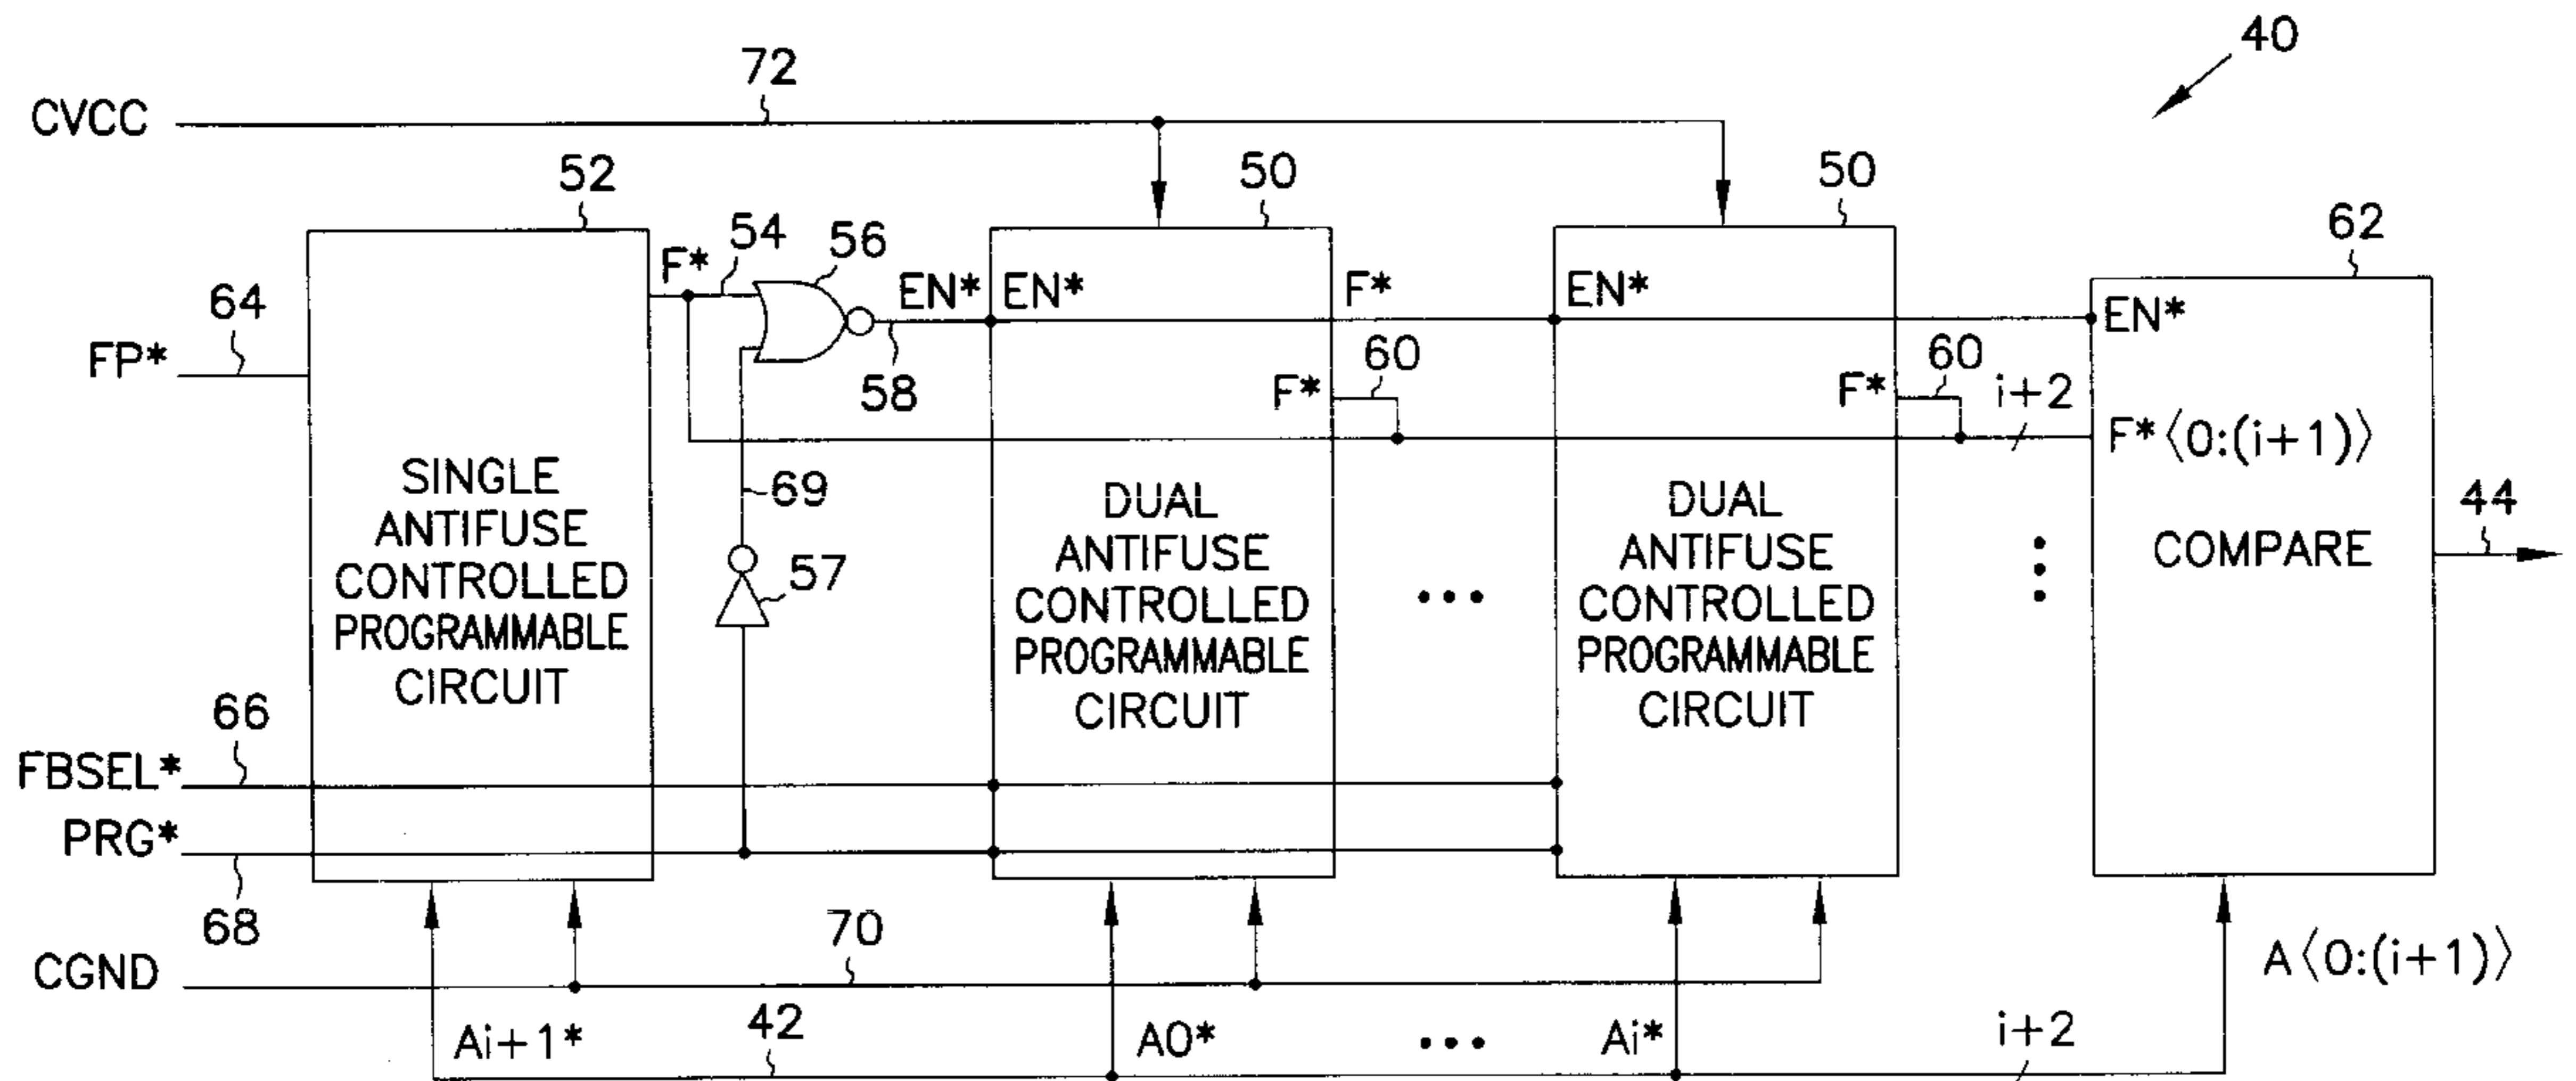 40
72
CVCC
52
50
50
62
54
56
F*
64
EN*
EN*
F*
EN*
EN*
FP*
58
60
60
F*
F*
i+2
F*⟨0:(i+1)⟩
SINGLE
ANTIFUSE
CONTROLLED
PROGRAMMABLE
CIRCUIT
69
57
DUAL
ANTIFUSE
CONTROLLED
PROGRAMMABLE
CIRCUIT
•••
DUAL
ANTIFUSE
CONTROLLED
PROGRAMMABLE
CIRCUIT
COMPARE
44
66
FBSEL*
PRG*
68
70
CGND
A⟨0:(i+1)⟩
Ai+1*
42
A0*
•••
Ai*
i+2